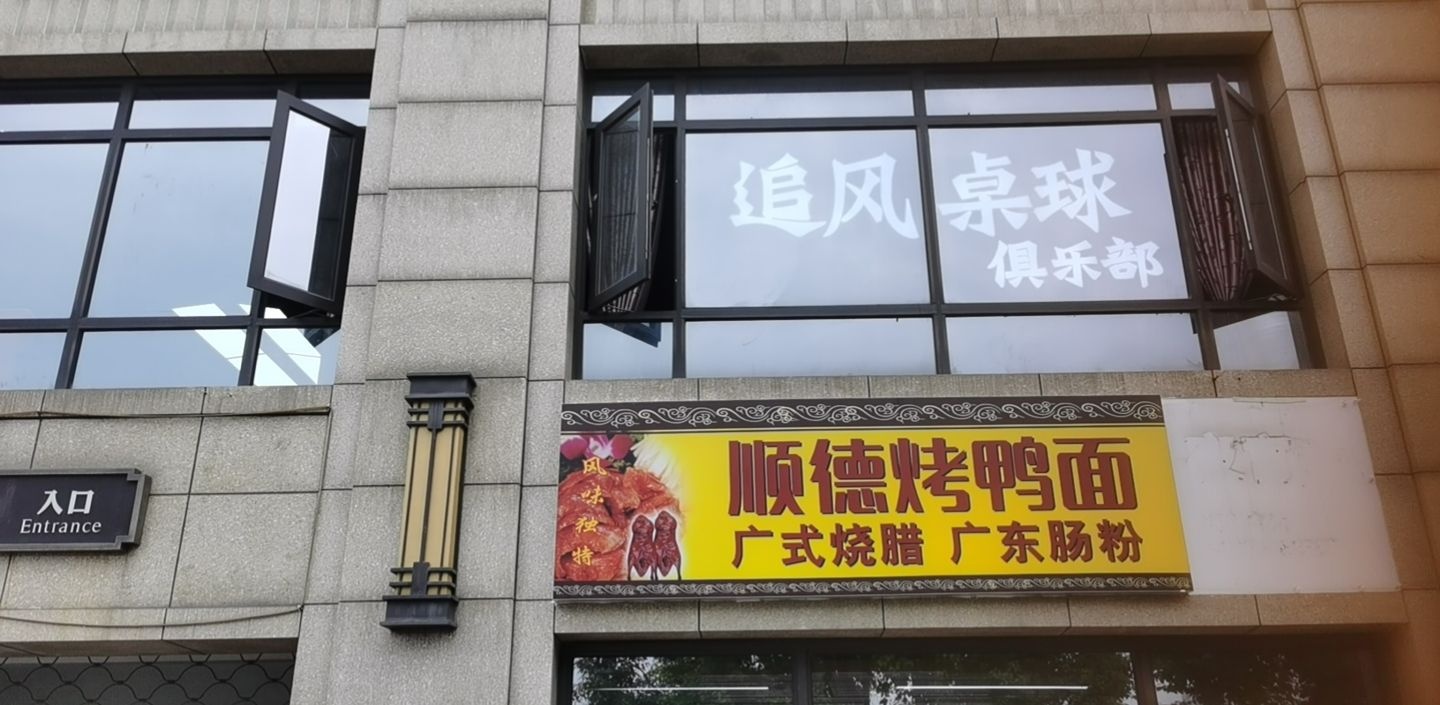 追风桌球
俱乐部
顺德烤鸭面
广式烧腊 广东肠粉
风味独特
入口
Entrance